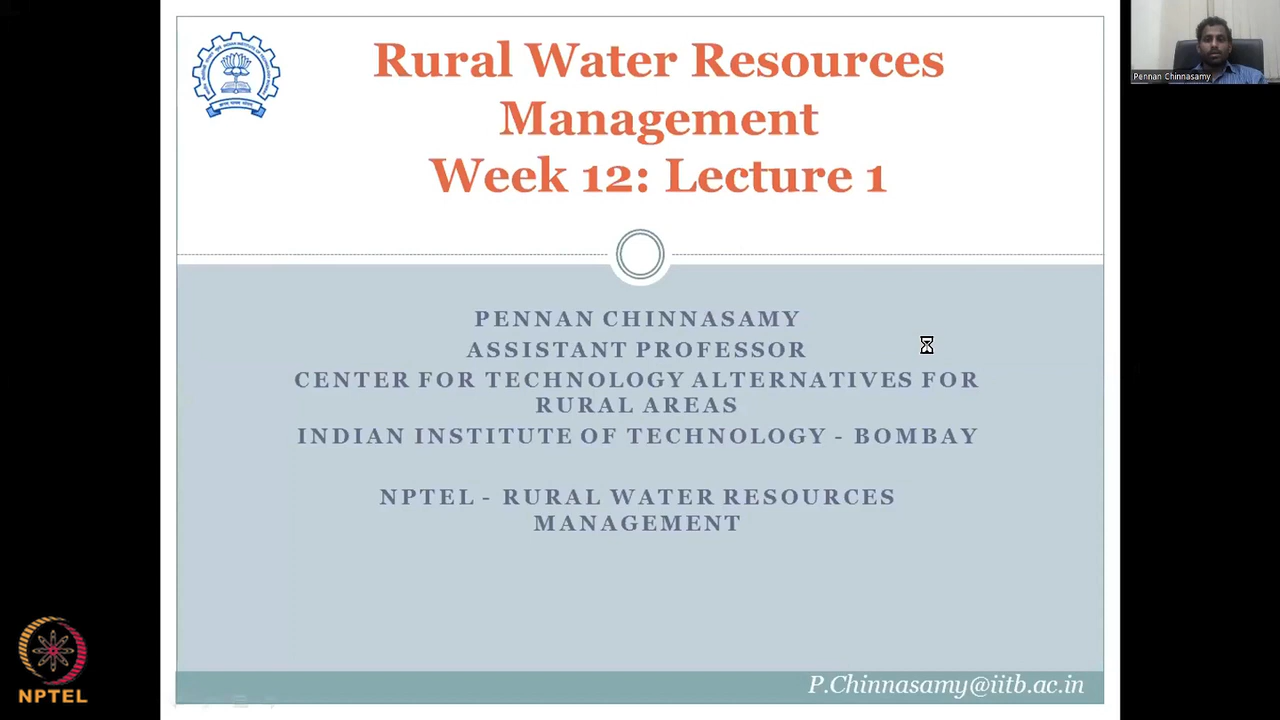 Rural Water Resources
Management
Week 12: Lecture 1
Pennan Chinnasamy
PENNAN CHINNASAMY
ASSISTANT PROFESSOR
CENTER FOR TECHNOLOGY ALTERNATIVES FOR
RURAL AREAS
INDIAN INSTITUTE OF TECHNOLOGY - BOMBAY
NPTEL - RURAL WATER RESOURCES
MANAGEMENT
NPTEL
P.Chinnasamy@iitb.ac.in